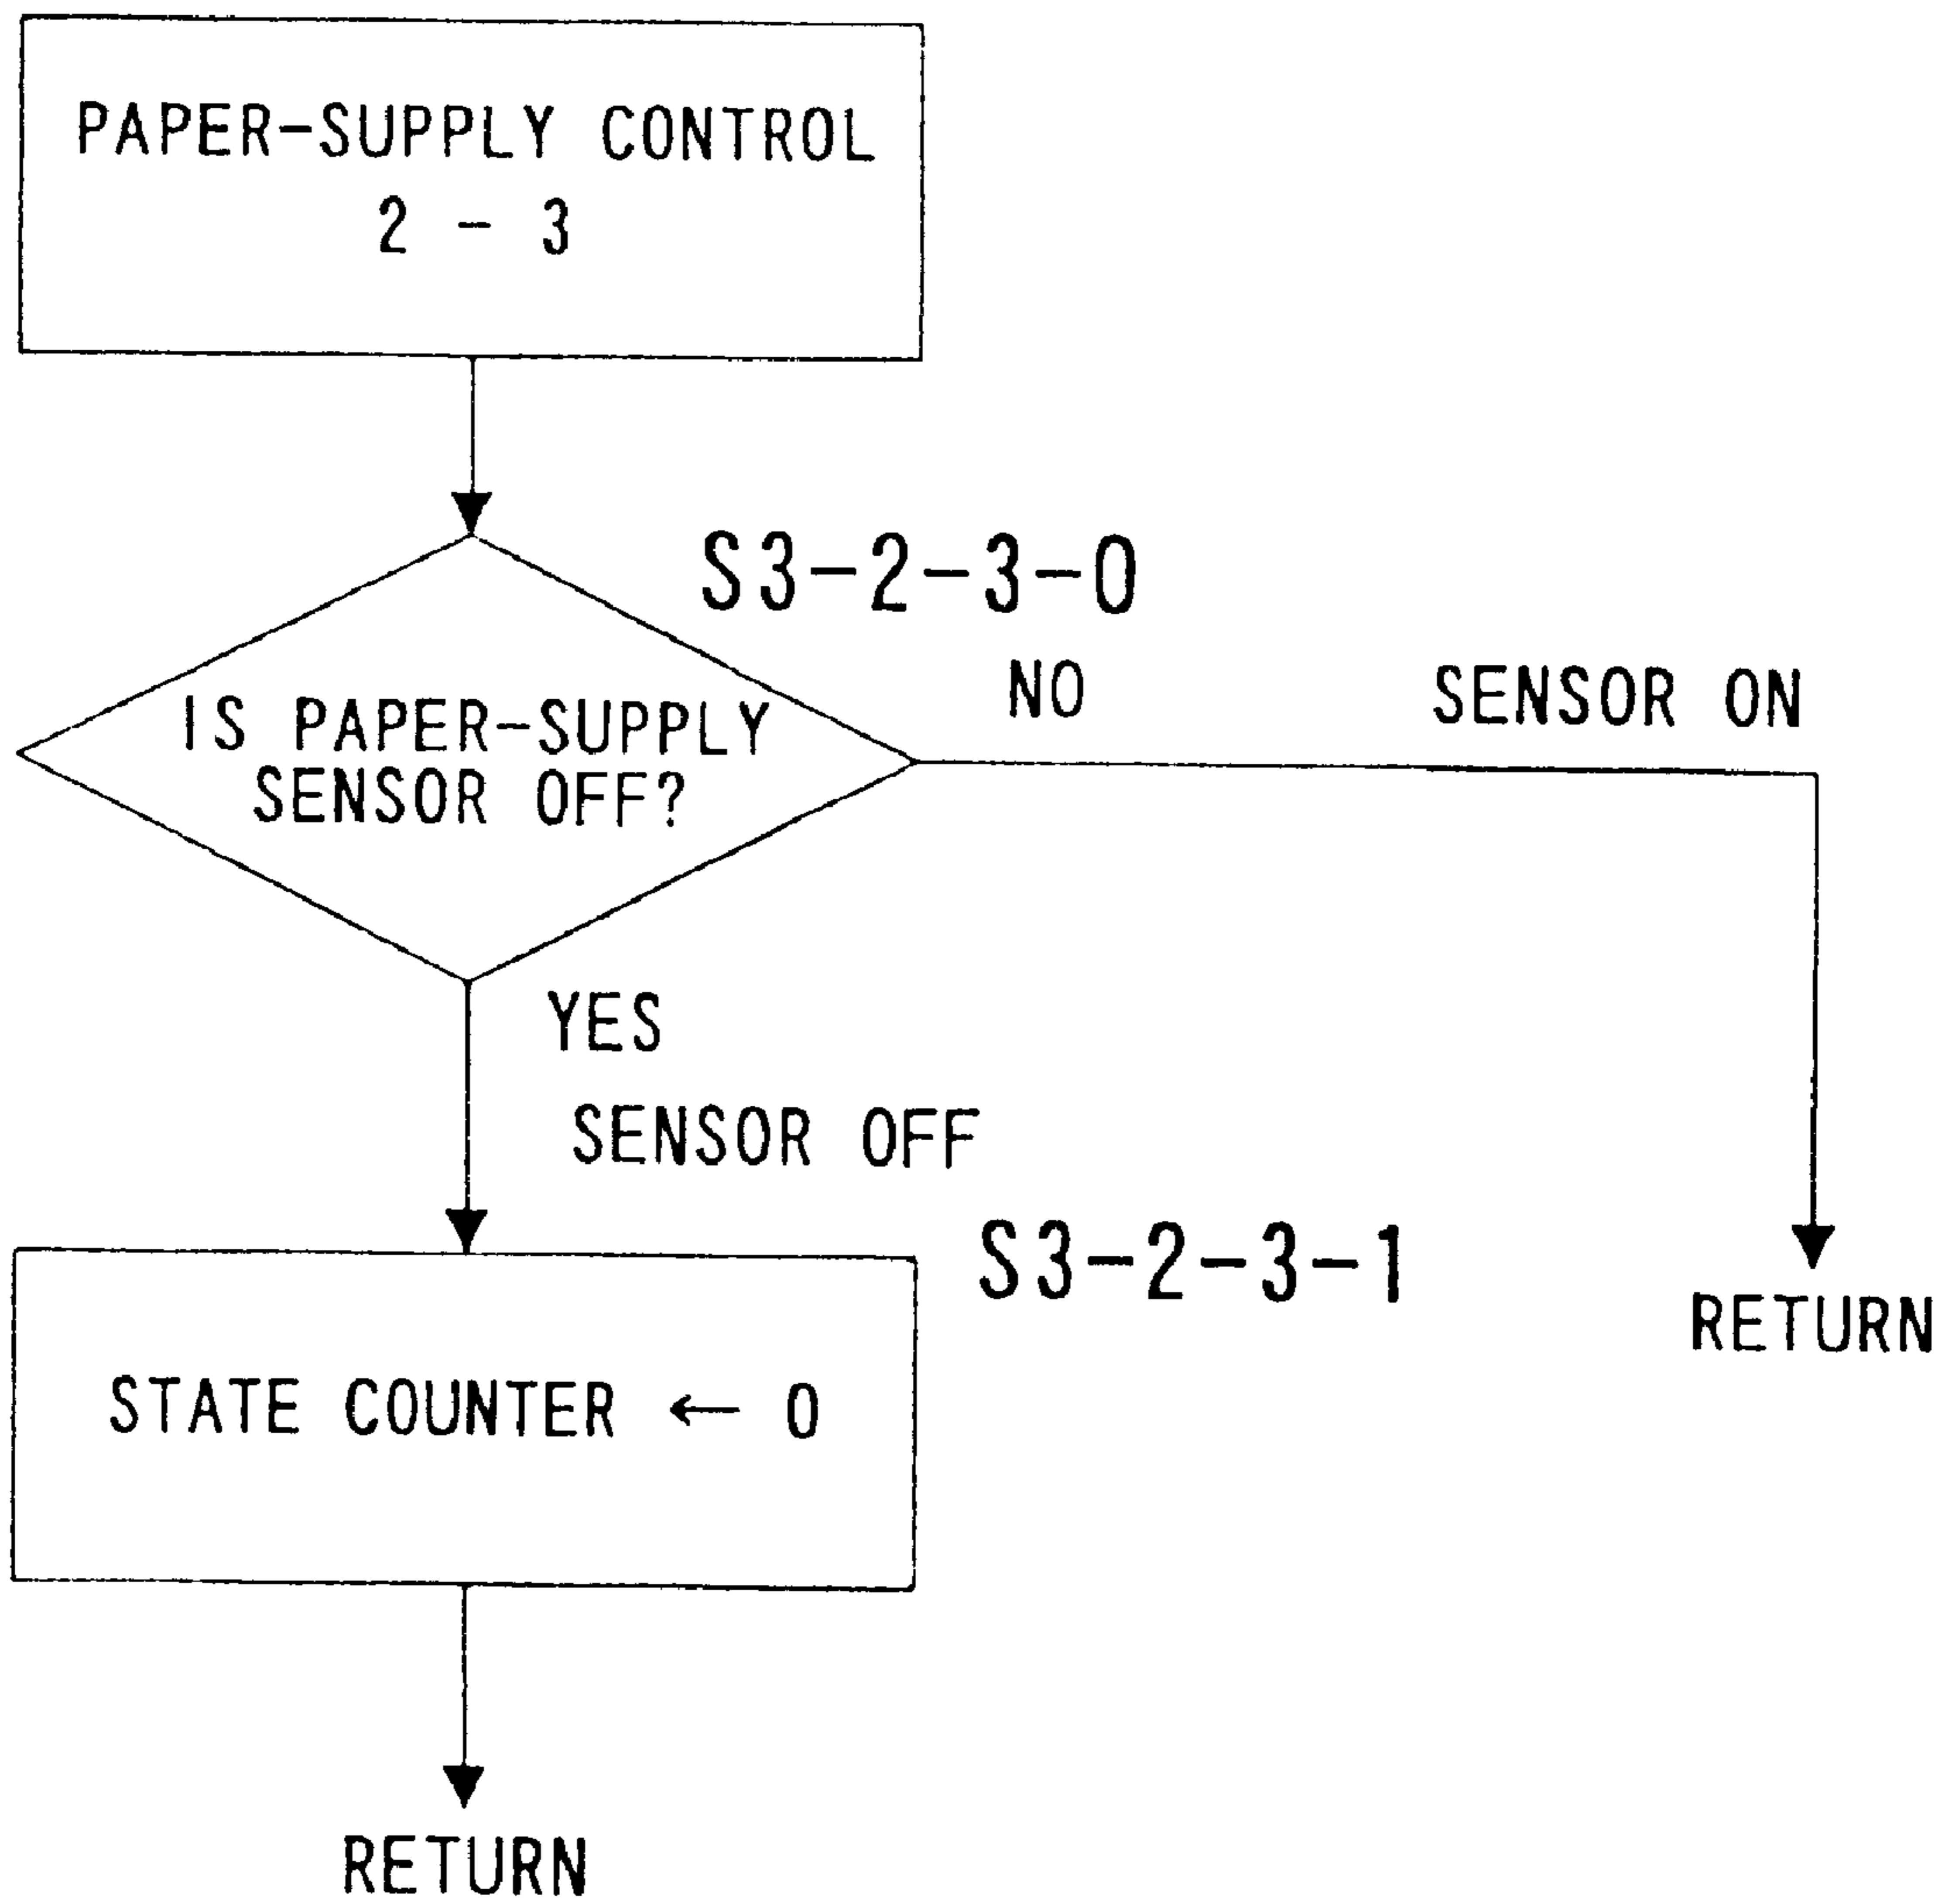 PAPER-SUPPLY CONTROL
2 - 3
S3-2-3-0
NO
SENSOR ON
IS PAPER-SUPPLY
SENSOR OFF?
YES
SENSOR OFF
S3-2-3-1
RETURN
STATE COUNTER ← 0
RETURN